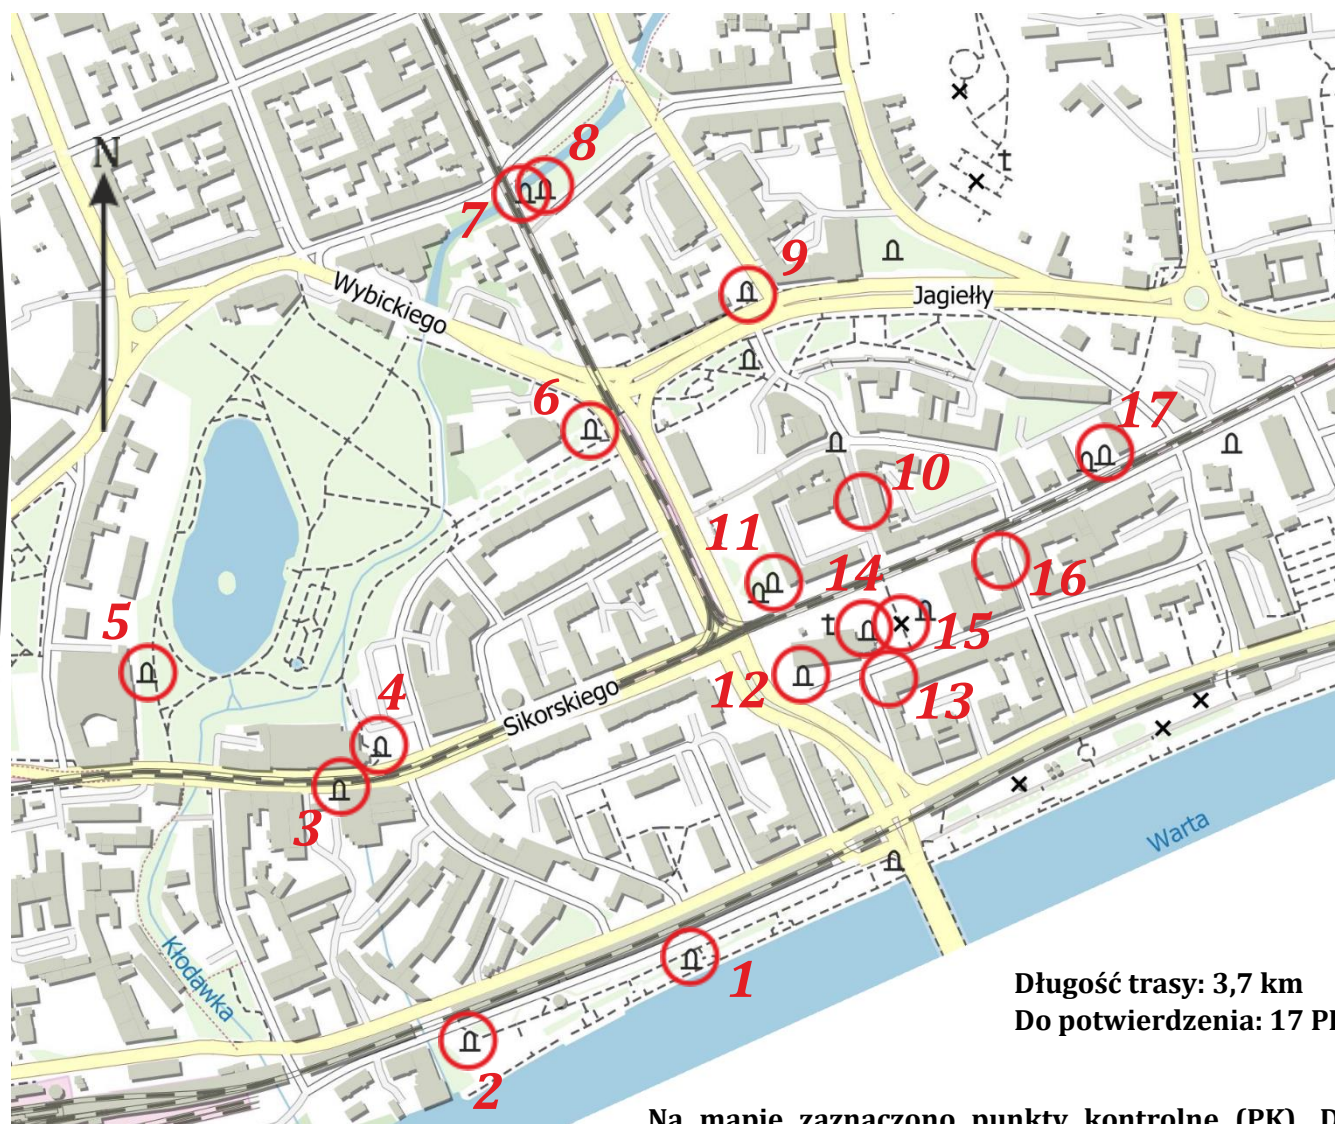 N
8
7
Wybickiego
9
Jagiełły
6
17
10
11
14
16
5
15
12
13
4
Sikorskiego
3
Warta
Kłodawka
1
2
Długość trasy: 3,7 km
Do potwierdzenia: 17
Na mapie zaznaczono punkty kontrolne (PK).